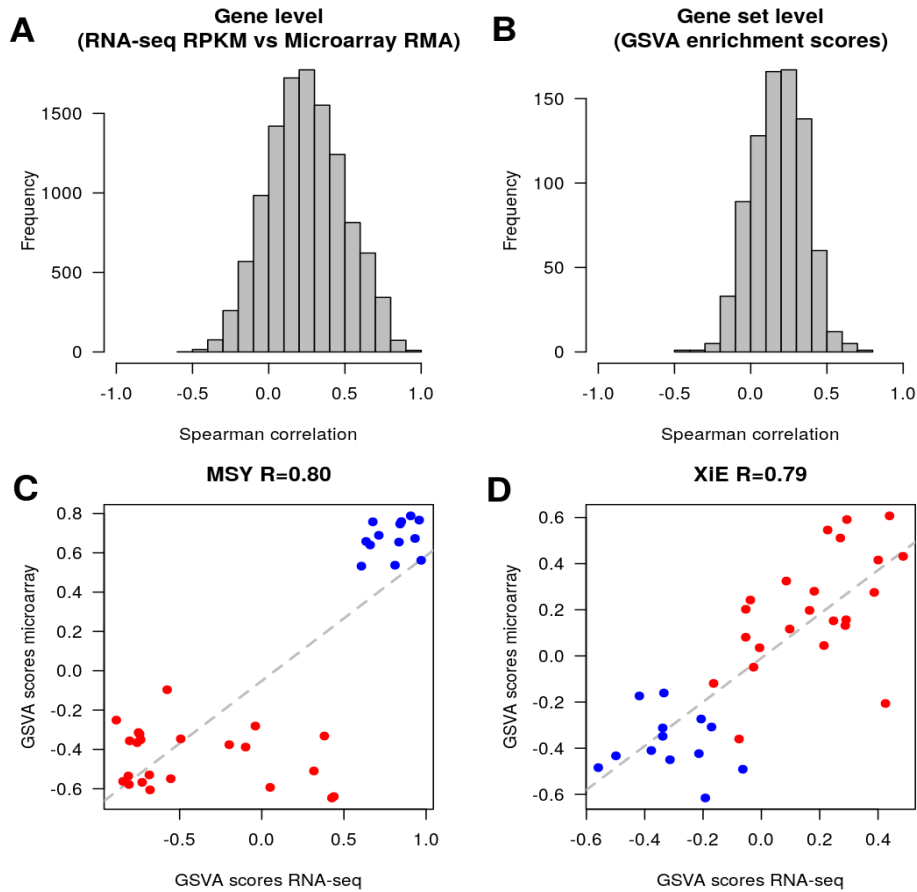 A
Gene level
(RNA-seq RPKM vs Microarray RMA)
Frequency
1500
1000
500
0
-1.0
-0.5
0.0
0.5
1.0
Spearman correlation
B
Gene set level
(GSVA enrichment scores)
Frequency
150
100
50
0
-1.0
-0.5
0.0
0.5
1.0
Spearman correlation
C
MSY R=0.80
GSVA scores microarray
0.8
0.6
0.4
0.2
0.0
-0.2
-0.4
-0.6
-0.5
0.0
0.5
1.0
GSVA scores RNA-seq
D
XiE R=0.79
GSVA scores microarray
0.6
0.4
0.2
0.0
-0.2
-0.4
-0.6
-0.6
-0.4
-0.2
0.0
0.2
0.4
GSVA scores RNA-seq